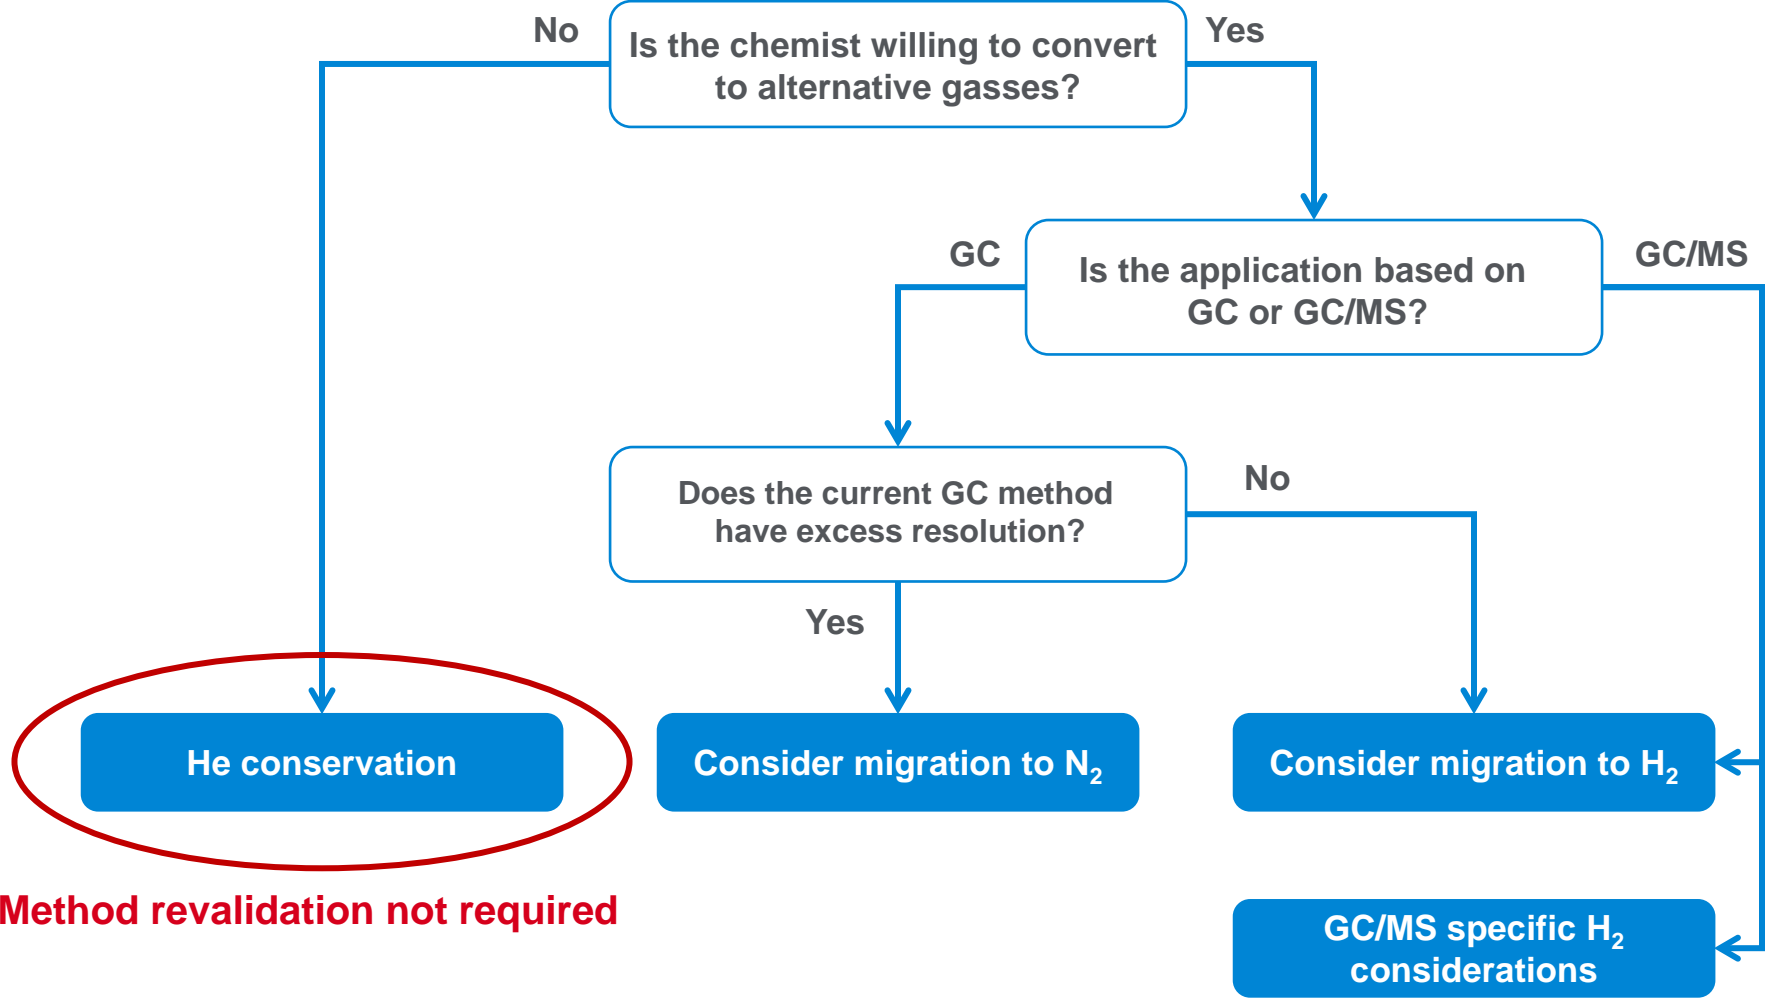 No
Is the chemist willing to convert
to alternative gasses?
Yes
GC
Is the application based on
GC or GC/MS?
GC/MS
Does the current GC method
have excess resolution?
No
Yes
He conservation
Consider migration to N₂
Consider migration to H₂
Method revalidation not required
GC/MS specific H₂
considerations